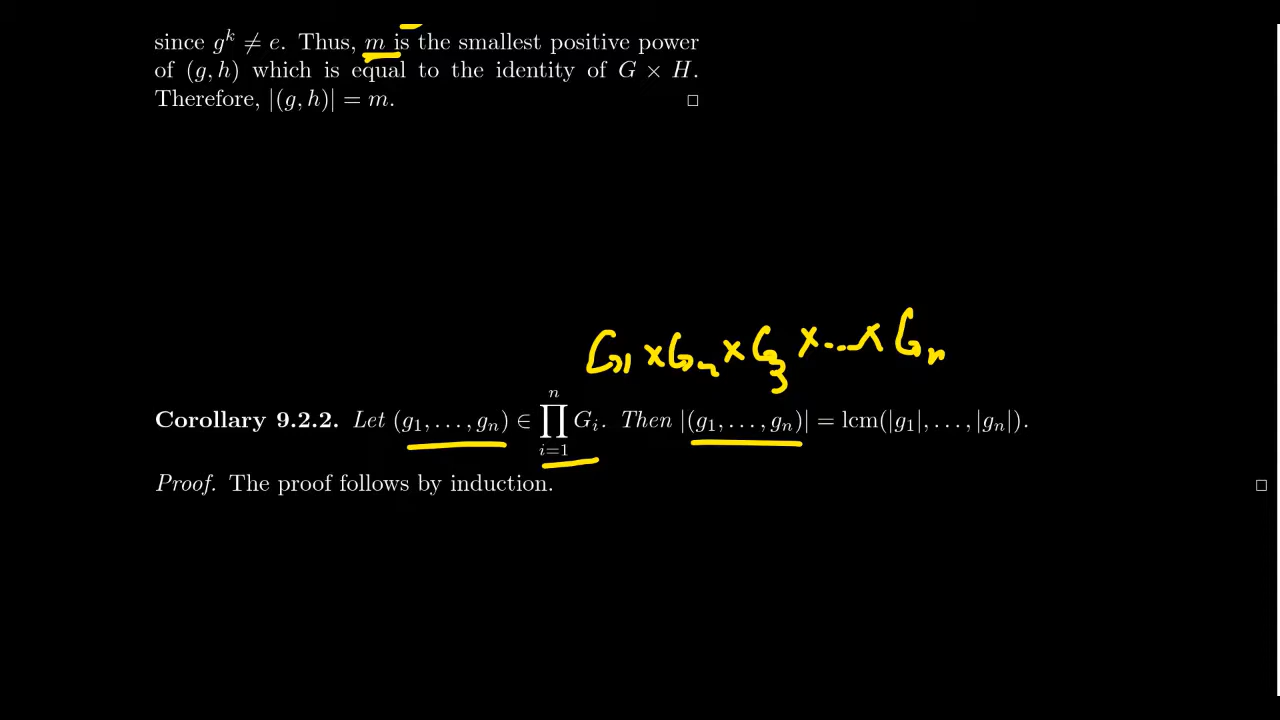 since g^k ≠ e. Thus, m is the smallest positive power
of (g, h) which is equal to the identity of G × H.
Therefore, |(g, h)| = m. □
G₁ × G₂ × G₃ × ... × Gₙ
Corollary 9.2.2. Let (g₁, . . . , gₙ) ∈ ∏ⁿᵢ₌₁ Gᵢ. Then |(g₁, . . . , gₙ)| = lcm(|g₁|, . . . , |gₙ|).
Proof. The proof follows by induction. □